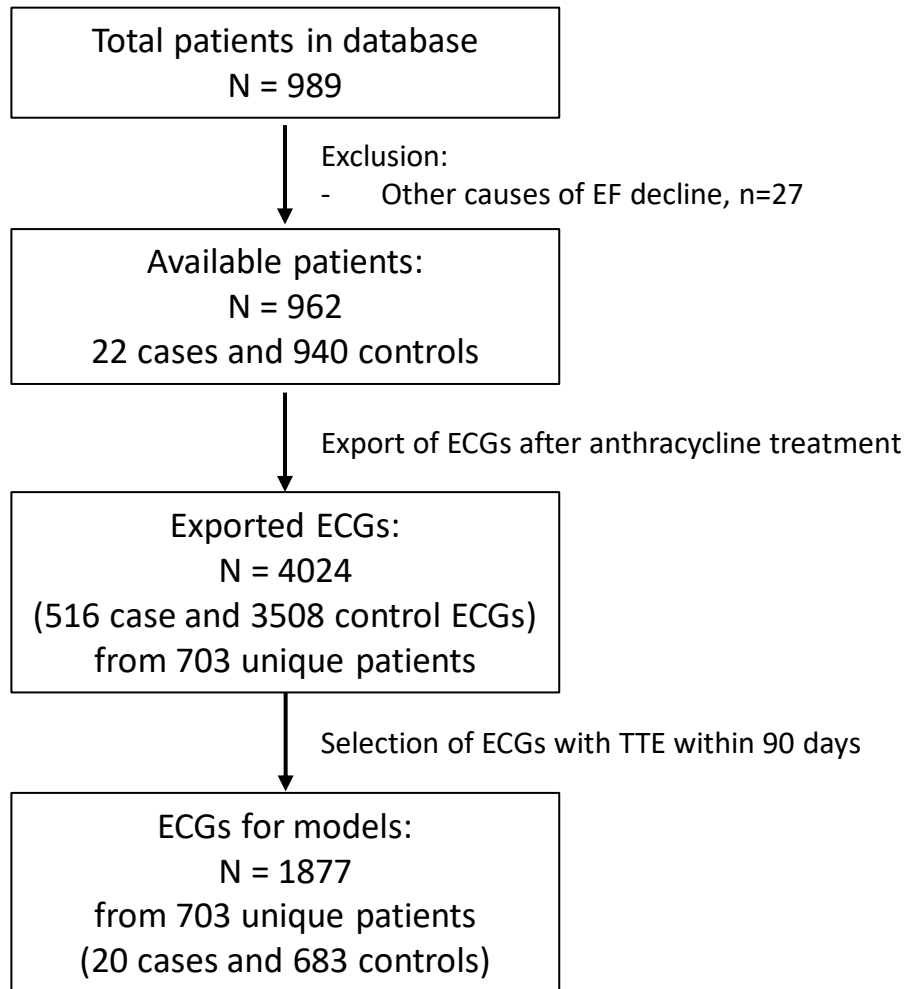 Total patients in database
N = 989
Exclusion:
- Other causes of EF decline, n=27
Available patients:
N = 962
22 cases and 940 controls
Export of ECGs after anthracycline treatment
Exported ECGs:
N = 4024
(516 case and 3508 control ECGs)
from 703 unique patients
Selection of ECGs with TTE within 90 days
ECGs for models:
N = 1877
from 703 unique patients
(20 cases and 683 controls)